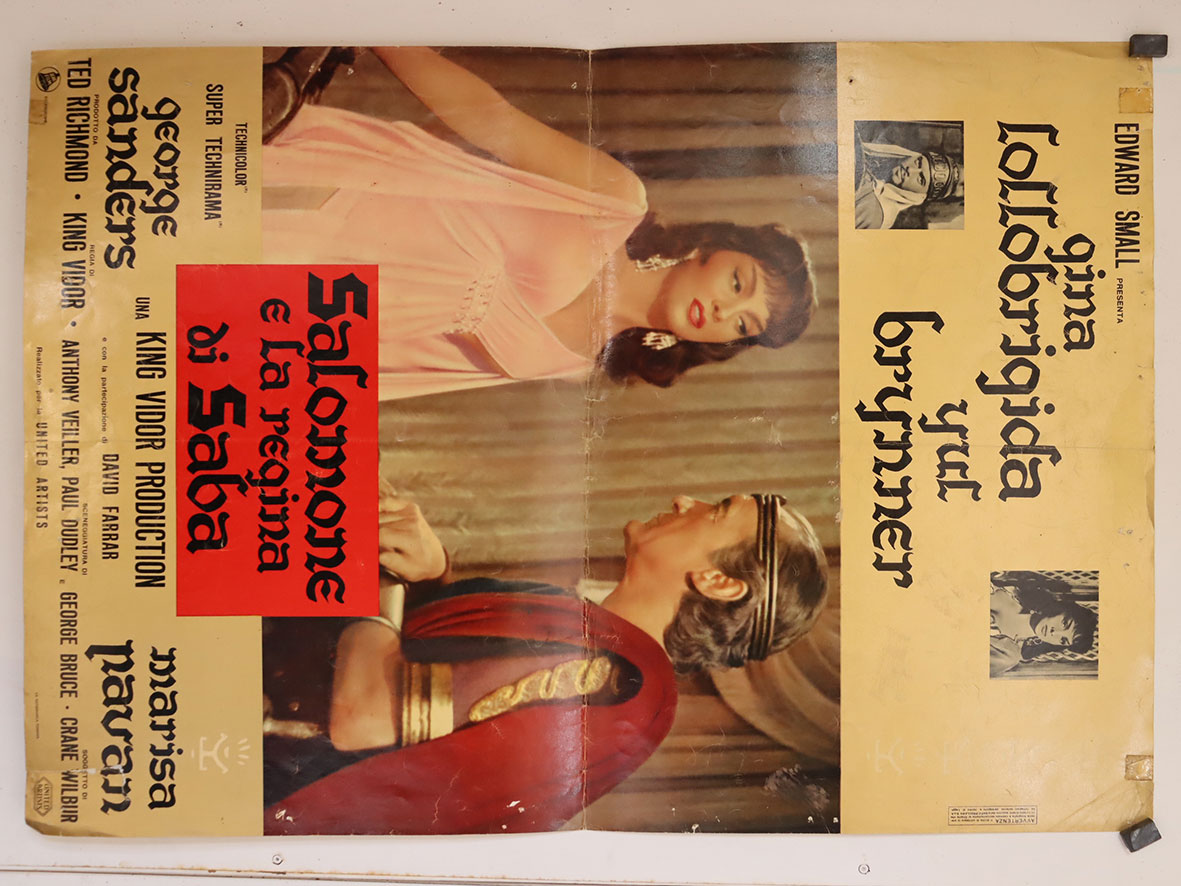 EDWARD SMALL PRESENTA
gina
lollobrigida
yul
brynner
AVVERTENZA
salomone
e la regina
di saba
TECHNICOLOR
SUPER TECHNIRAMA
UNA KING VIDOR PRODUCTION
george
sanders
marisa
pavan
e con la partecipazione di DAVID FARRAR
PRODOTTO DA REGIA DI SCENEGGIATURA DI SOGGETTO DI
TED RICHMOND · KING VIDOR · ANTHONY VEILLER, PAUL DUDLEY e GEORGE BRUCE · CRANE WILBUR
Realizzato per la UNITED ARTISTS
UNITED ARTISTS